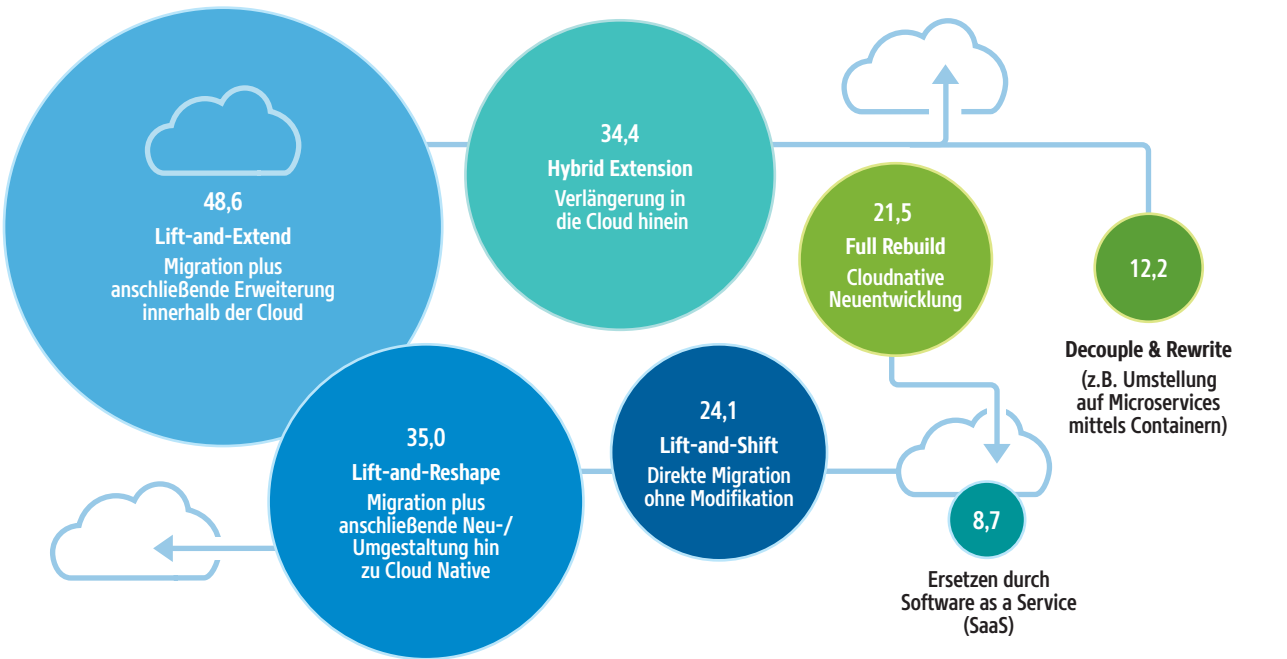 48,6
Lift-and-Extend
Migration plus
anschließende Erweiterung
innerhalb der Cloud
34,4
Hybrid Extension
Verlängerung in
die Cloud hinein
21,5
Full Rebuild
Cloudnative
Neuentwicklung
12,2
Decouple & Rewrite
(z.B. Umstellung
auf Microservices
mittels Containern)
35,0
Lift-and-Reshape
Migration plus
anschließende Neu-/
Umgestaltung hin
zu Cloud Native
24,1
Lift-and-Shift
Direkte Migration
ohne Modifikation
8,7
Ersetzen durch
Software as a Service
(SaaS)